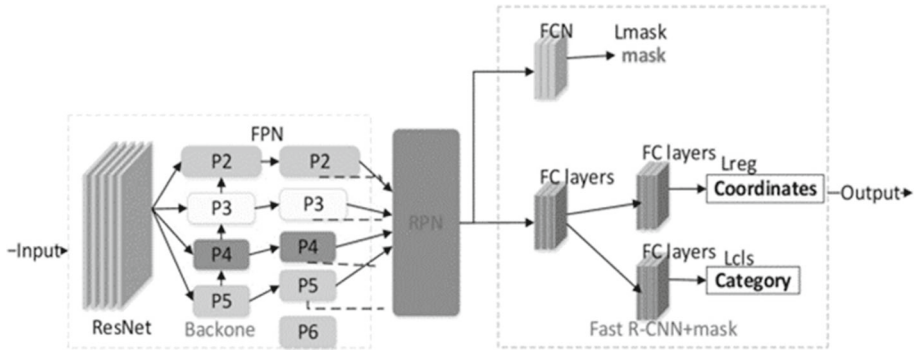 FCN
Lmask
mask
FPN
P2
P2
P3
P3
P4
P4
P5
P5
P6
RPN
FC layers
FC layers
Lreg
Coordinates
FC layers
Lcls
Category
–Input
–Output
ResNet
Backone
Fast R-CNN+mask